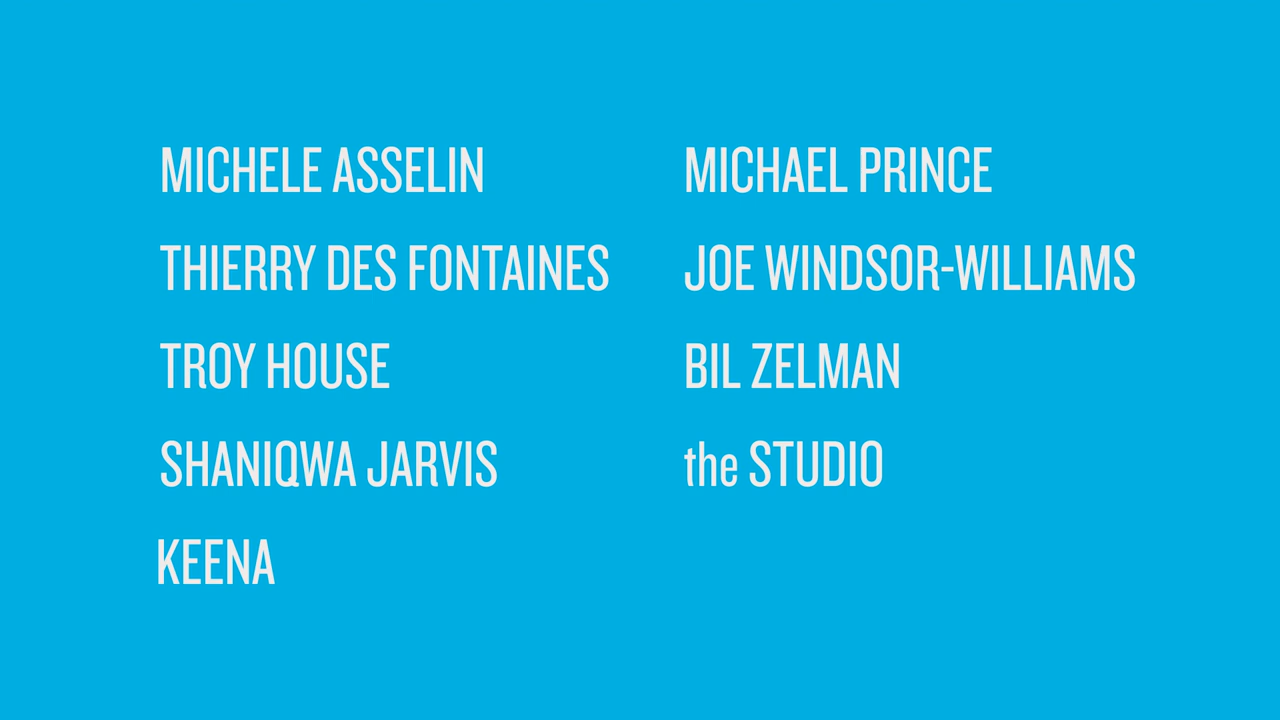 MICHELE ASSELIN
THIERRY DES FONTAINES
TROY HOUSE
SHANIQWA JARVIS
KEENA
MICHAEL PRINCE
JOE WINDSOR-WILLIAMS
BIL ZELMAN
the STUDIO